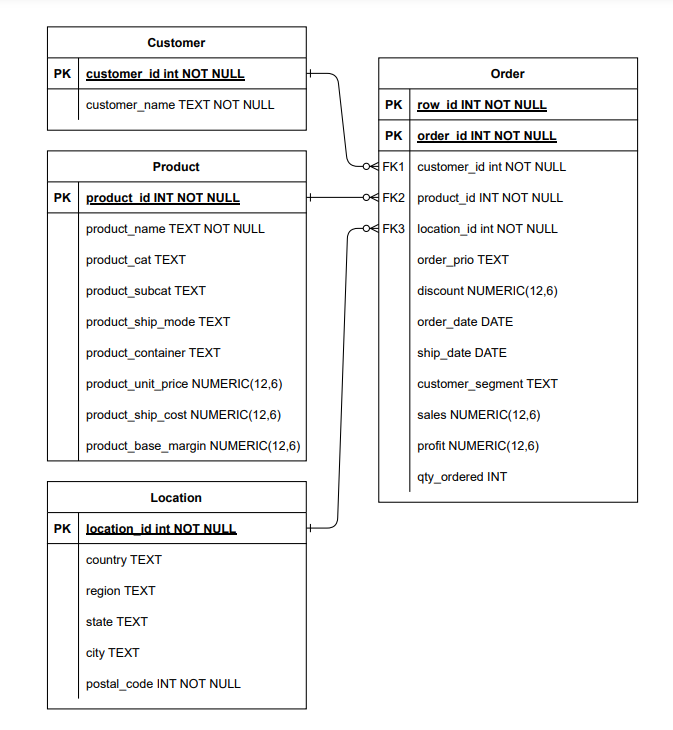 Customer
PK customer_id int NOT NULL
customer_name TEXT NOT NULL
Product
PK product_id INT NOT NULL
product_name TEXT NOT NULL
product_cat TEXT
product_subcat TEXT
product_ship_mode TEXT
product_container TEXT
product_unit_price NUMERIC(12,6)
product_ship_cost NUMERIC(12,6)
product_base_margin NUMERIC(12,6)
Location
PK location_id int NOT NULL
country TEXT
region TEXT
state TEXT
city TEXT
postal_code INT NOT NULL
Order
PK row_id INT NOT NULL
PK order_id INT NOT NULL
FK1 customer_id int NOT NULL
FK2 product_id INT NOT NULL
FK3 location_id int NOT NULL
order_prio TEXT
discount NUMERIC(12,6)
order_date DATE
ship_date DATE
customer_segment TEXT
sales NUMERIC(12,6)
profit NUMERIC(12,6)
qty_ordered INT